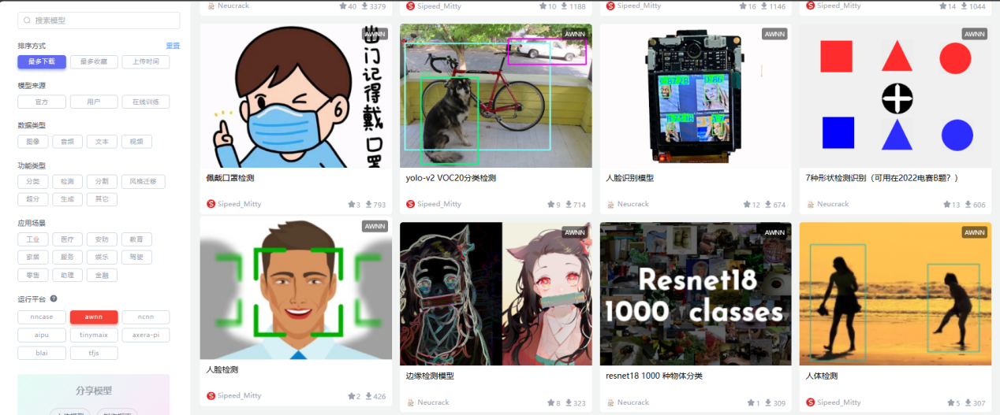 搜索模型
排序方式 重置
最多下载 最多收藏 上传时间
模型来源
官方 用户 在线训练
数据类型
图像 音频 文本 视频
功能类型
分类 检测 分割 风格迁移
超分 生成 其它
应用场景
工业 医疗 安防 教育
家居 服务 娱乐 驾驶
零售 助理 金融
运行平台 ?
nncase awnn ncnn
aipu tinymaix axera-pi
blai tfjs
分享模型
Neucrack 40 3379
Sipeed_Mitty 10 1188
Sipeed_Mitty 16 1146
Sipeed_Mitty 14 1044
AWNN
出门记得戴口罩
佩戴口罩检测
Sipeed_Mitty 3 793
AWNN
yolo-v2 VOC20分类检测
Sipeed_Mitty 9 714
AWNN
人脸识别模型
Neucrack 12 674
AWNN
7种形状检测识别（可用在2022电赛B题？）
Neucrack 13 606
AWNN
人脸检测
Sipeed_Mitty 2 426
AWNN
边缘检测模型
Neucrack 8 323
AWNN
Resnet18
1000 classes
resnet18 1000 种物体分类
Neucrack 1 309
AWNN
人体检测
Sipeed_Mitty 5 307